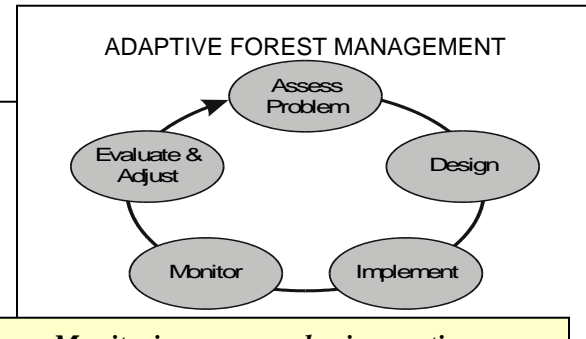 ADAPTIVE FOREST MANAGEMENT
Assess
Problem
Evaluate &
Adjust
Design
Monitor
Implement